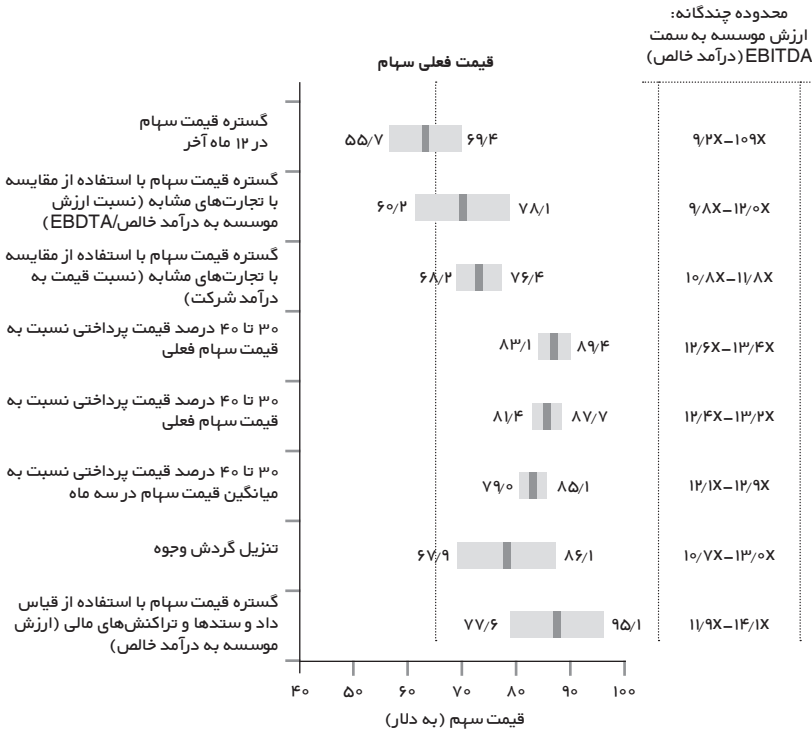 محدوده چندگانه:
ارزش موسسه به سمت
EBITDA(درآمد خالص)
قیمت فعلی سهام
گستره قیمت سهام
در ۱۲ ماه آخر
۵۵/۷
۶۹/۴
۹/۲X–۱۰۹X
گستره قیمت سهام با استفاده از مقایسه
با تجارت‌های مشابه (نسبت ارزش
موسسه به درآمد خالص/EBDTA)
۶۰/۲
۷۸/۱
۹/۸X–۱۲/۰X
گستره قیمت سهام با استفاده از مقایسه
با تجارت‌های مشابه (نسبت قیمت به
درآمد شرکت)
۶۸/۲
۷۶/۴
۱۰/۸X–۱۱/۸X
۳۰ تا ۴۰ درصد قیمت پرداختی نسبت به
قیمت سهام فعلی
۸۳/۱
۸۹/۴
۱۲/۶X–۱۳/۴X
۳۰ تا ۴۰ درصد قیمت پرداختی نسبت به
قیمت سهام فعلی
۸۱/۴
۸۷/۷
۱۲/۴X–۱۳/۲X
۳۰ تا ۴۰ درصد قیمت پرداختی نسبت به
میانگین قیمت سهام در سه ماه
۷۹/۰
۸۵/۱
۱۲/۱X–۱۲/۹X
تنزیل گردش وجوه
۶۷/۹
۸۶/۱
۱۰/۷X–۱۳/۰X
گستره قیمت سهام با استفاده از قیاس
داد و ستدها و تراکنش‌های مالی (ارزش
موسسه به درآمد خالص)
۷۷/۶
۹۵/۱
۱۱/۹X–۱۴/۱X
۴۰ ۵۰ ۶۰ ۷۰ ۸۰ ۹۰ ۱۰۰
قیمت سهم (به دلار)